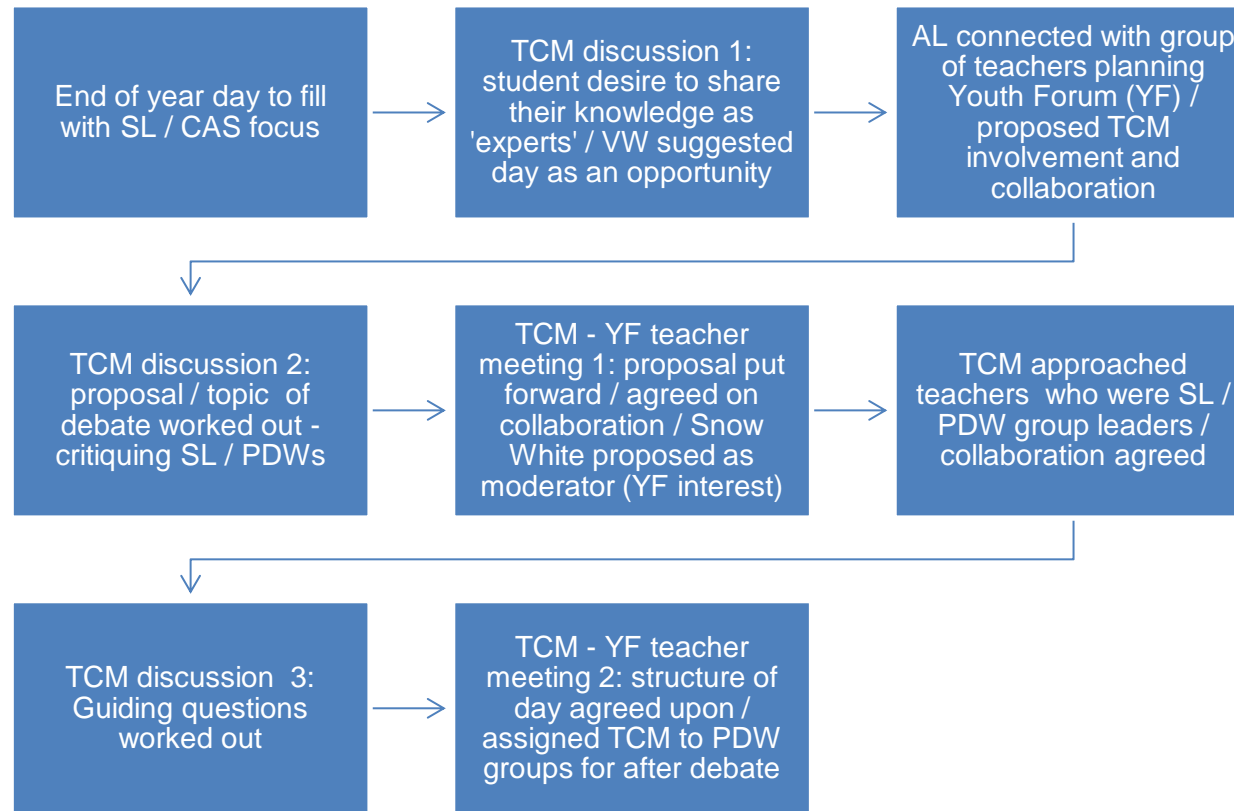 End of year day to fill
with SL / CAS focus
TCM discussion 1:
student desire to share
their knowledge as
'experts' / VW suggested
day as an opportunity
AL connected with group
of teachers planning
Youth Forum (YF) /
proposed TCM
involvement and
collaboration
TCM discussion 2:
proposal / topic  of
debate worked out -
critiquing SL / PDWs
TCM - YF teacher
meeting 1: proposal put
forward / agreed on
collaboration / Snow
White proposed as
moderator (YF interest)
TCM approached
teachers  who were SL /
PDW group leaders /
collaboration agreed
TCM discussion  3:
Guiding questions
worked out
TCM - YF teacher
meeting 2: structure of
day agreed upon /
assigned TCM to PDW
groups for after debate